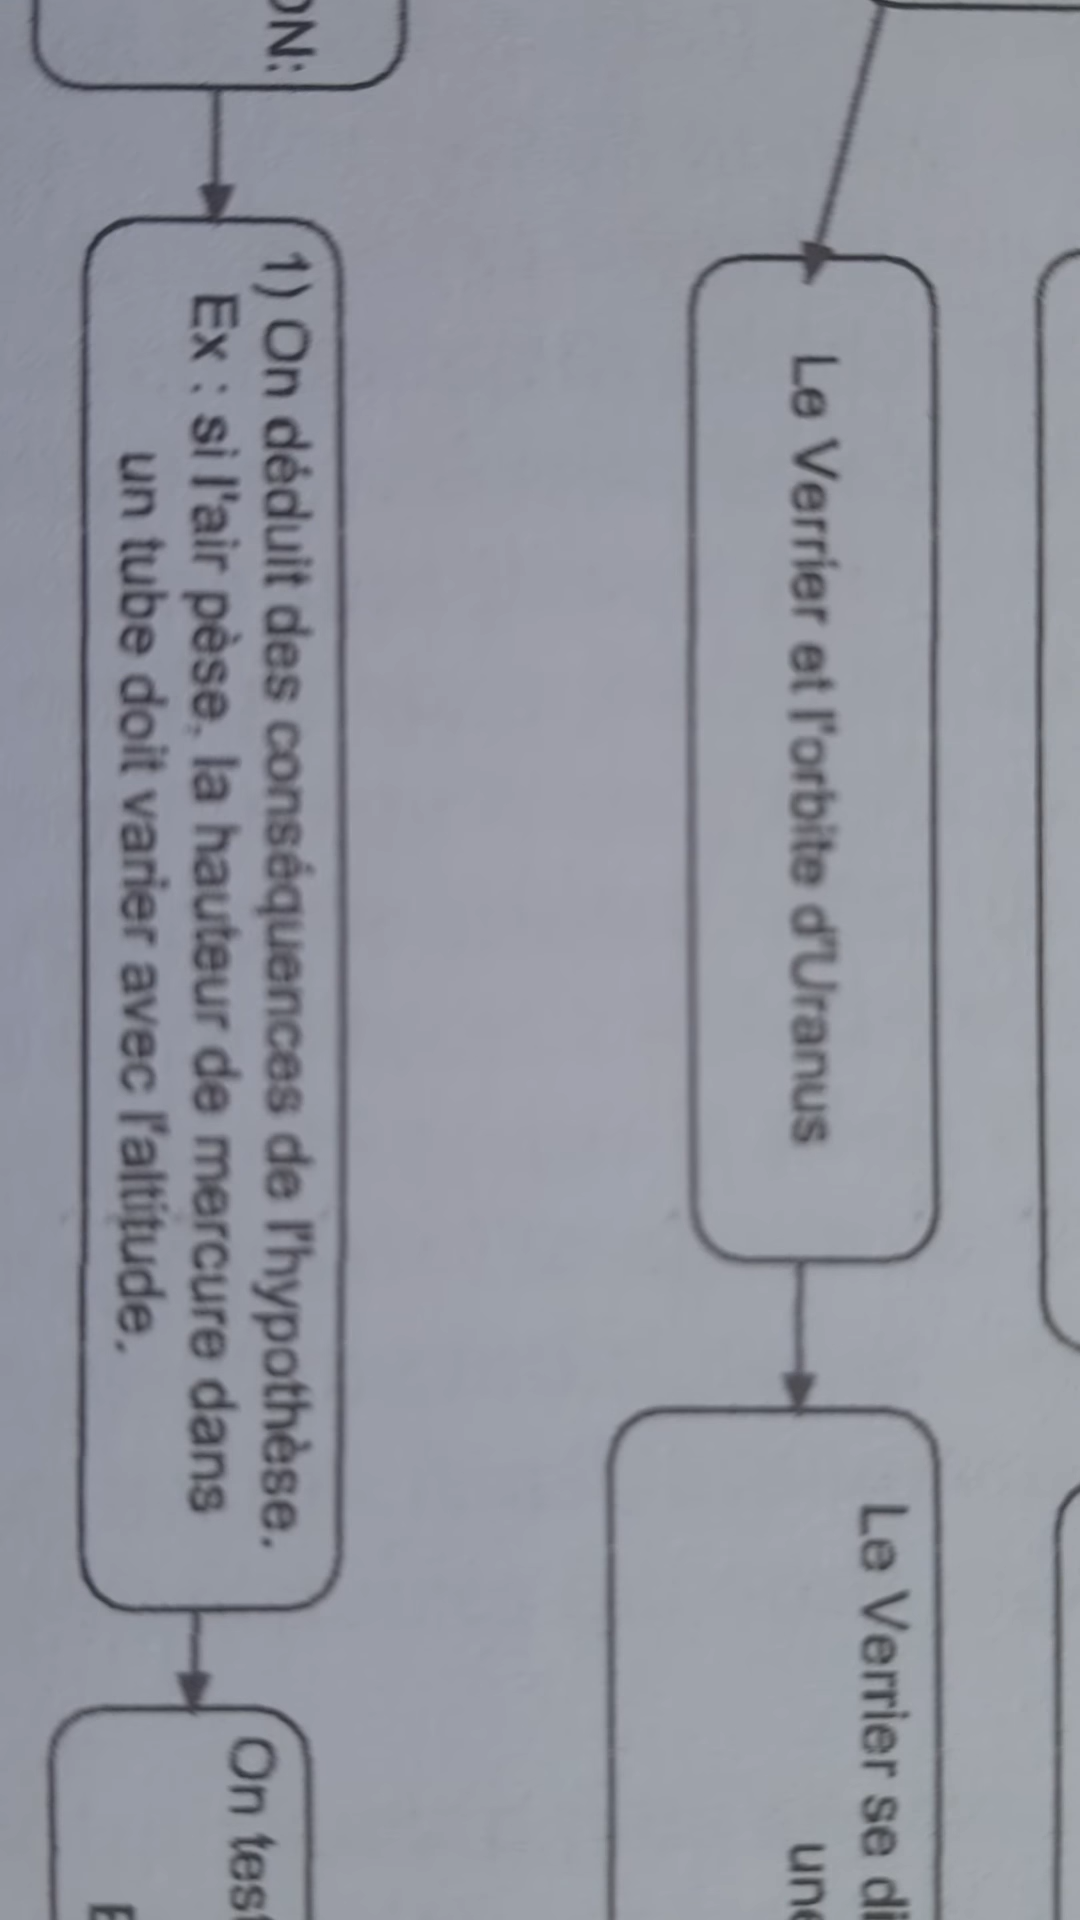 Le Verrier et l'orbite d'Uranus
Le Verrier se
une
ON:
1) On déduit des conséquences de l'hypothèse.
Ex : si l'air pèse, la hauteur de mercure dans
un tube doit varier avec l'altitude.
On